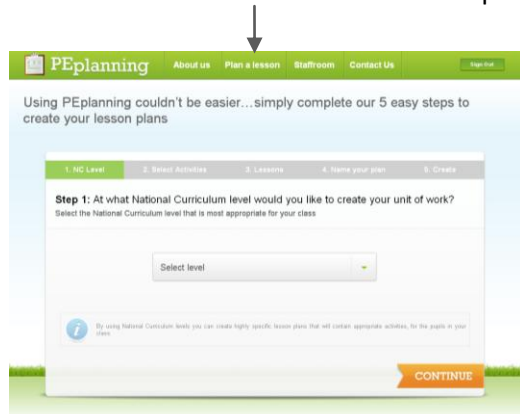 PEplanning
About us Plan a lesson Staffroom Contact Us
Using PEplanning couldn't be easier...simply complete our 5 easy steps to
create your lesson plans
1. NC Level 2. Select Activities 3. Lessons 4. Name your plan 5. Create
Step 1: At what National Curriculum level would you like to create your unit of work?
Select the National Curriculum level that is most appropriate for your class
Select level
By using National Curriculum levels you can create highly specific lesson plans that will contain appropriate activities, for the pupils in your
class
CONTINUE